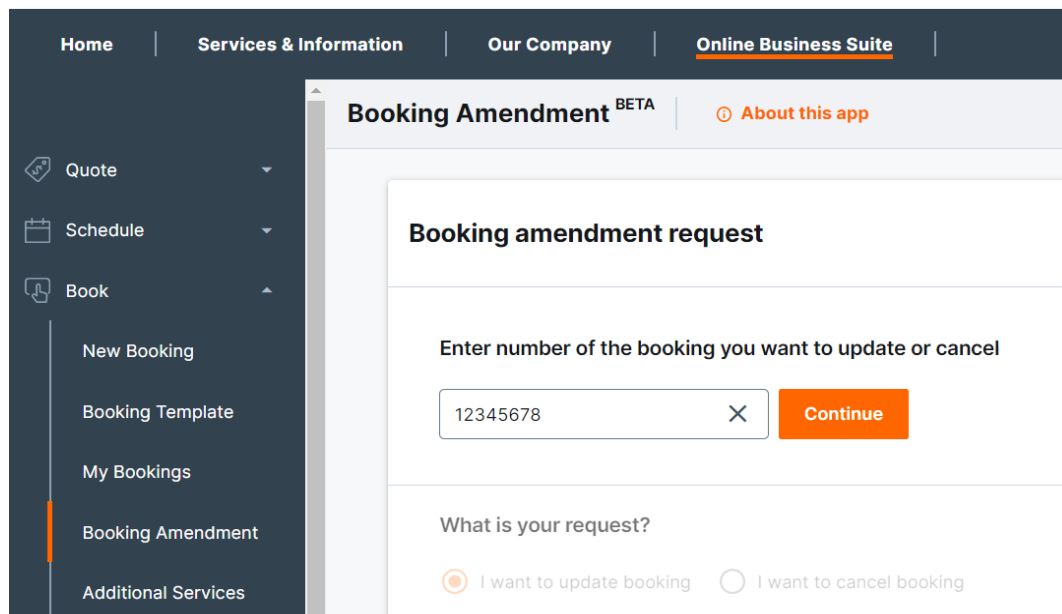 Home
Services & Information
Our Company
Online Business Suite
Quote
Schedule
Book
New Booking
Booking Template
My Bookings
Booking Amendment
Additional Services
Booking Amendment BETA
About this app
Booking amendment request
Enter number of the booking you want to update or cancel
12345678
Continue
What is your request?
I want to update booking
I want to cancel booking